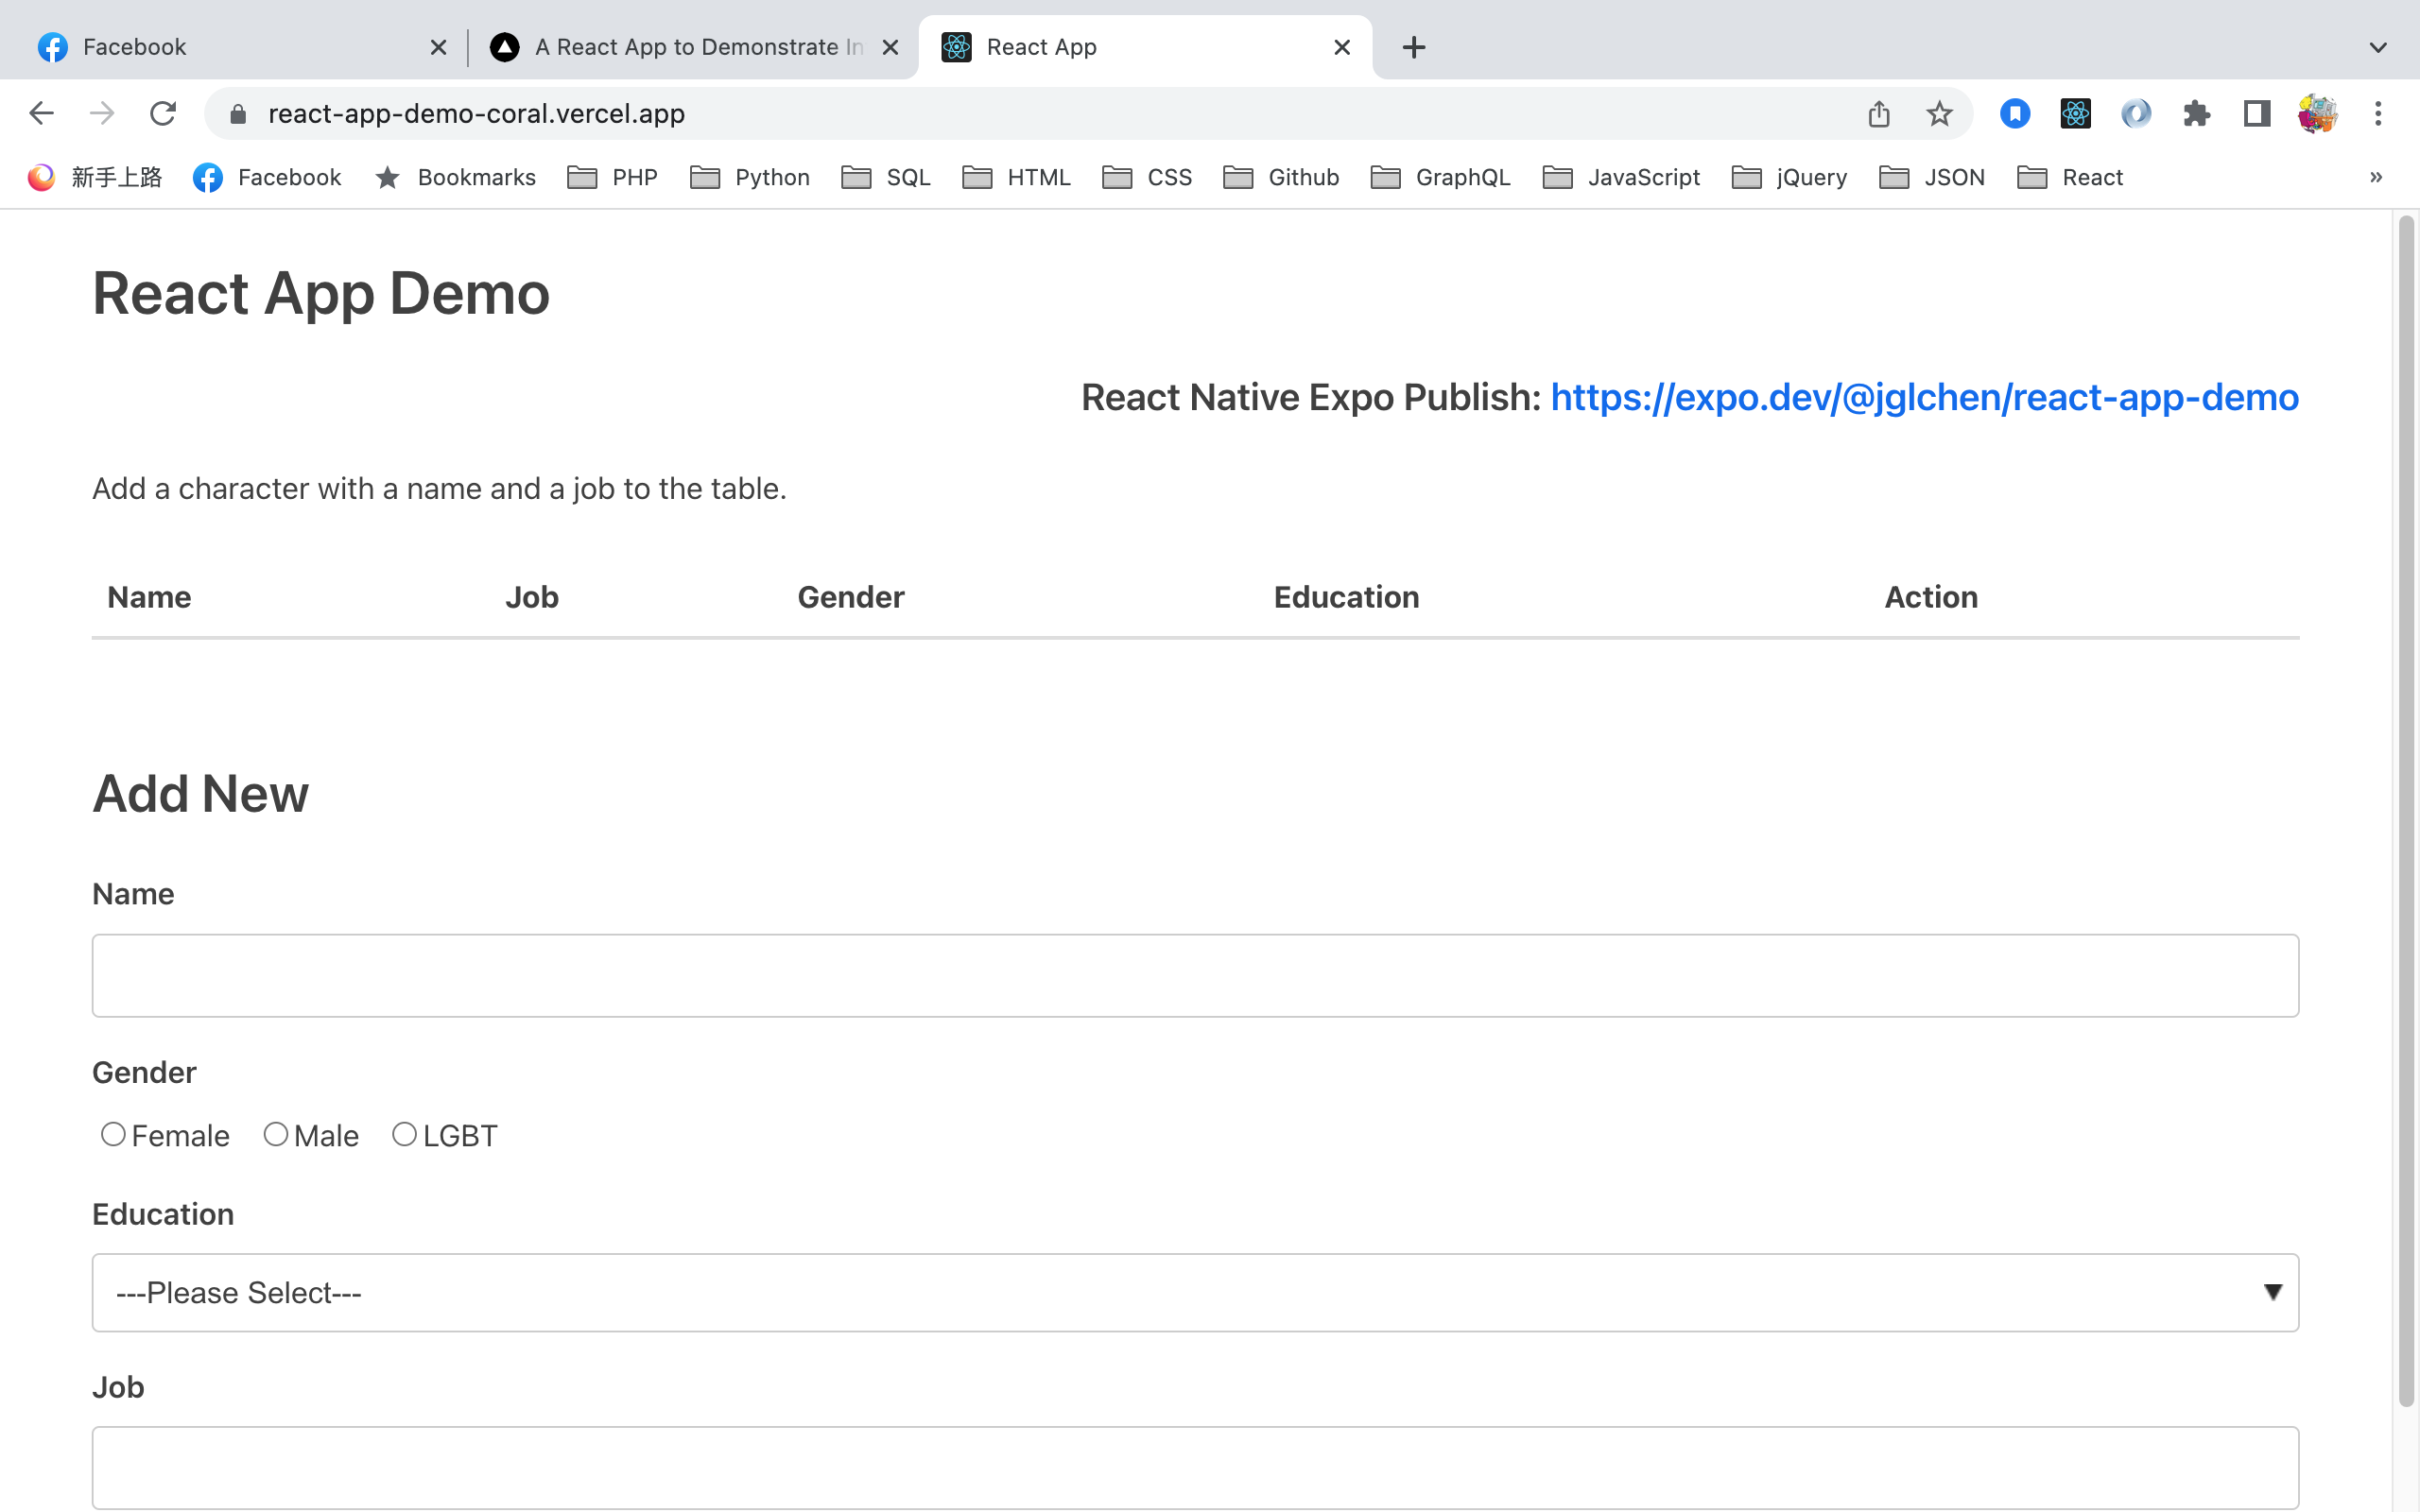 Facebook
A React App to Demonstrate In
React App
react-app-demo-coral.vercel.app
新手上路 Facebook Bookmarks PHP Python SQL HTML CSS Github GraphQL JavaScript jQuery JSON React »
React App Demo
React Native Expo Publish: https://expo.dev/@jglchen/react-app-demo
Add a character with a name and a job to the table.
Name Job Gender Education Action
Add New
Name
Gender
Female Male LGBT
Education
---Please Select---
Job